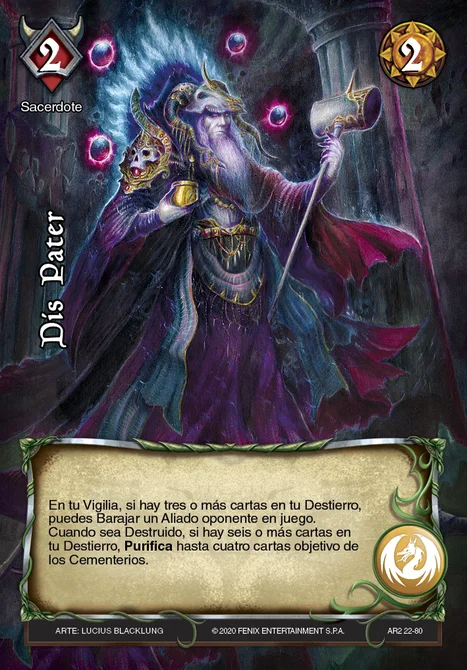 2
2
Sacerdote
Dis Pater
En tu Vigilia, si hay tres o más cartas en tu Destierro,
puedes Barajar un Aliado oponente en juego.
Cuando sea Destruido, si hay seis o más cartas en
tu Destierro, Purifica hasta cuatro cartas objetivo de
los Cementerios.
ARTE: LUCIUS BLACKLUNG
© 2020 FENIX ENTERTAINMENT S.P.A.
AR2 22-80